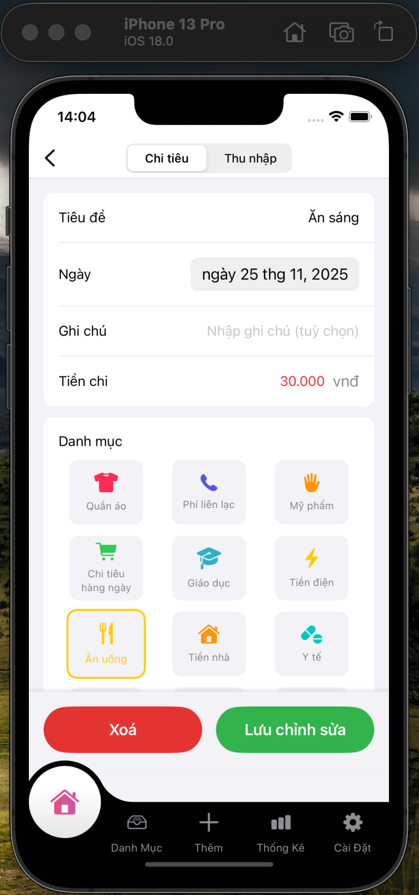 iPhone 13 Pro
iOS 18.0
14:04
Chi tiêu
Thu nhập
Tiêu đề
Ăn sáng
Ngày
ngày 25 thg 11, 2025
Ghi chú
Nhập ghi chú (tuỳ chọn)
Tiền chi
30.000 vnđ
Danh mục
Quần áo
Phí liên lạc
Mỹ phẩm
Chi tiêu
hàng ngày
Giáo dục
Tiền điện
Ăn uống
Tiền nhà
Y tế
Xoá
Lưu chỉnh sửa
Danh Mục
Thêm
Thống Kê
Cài Đặt